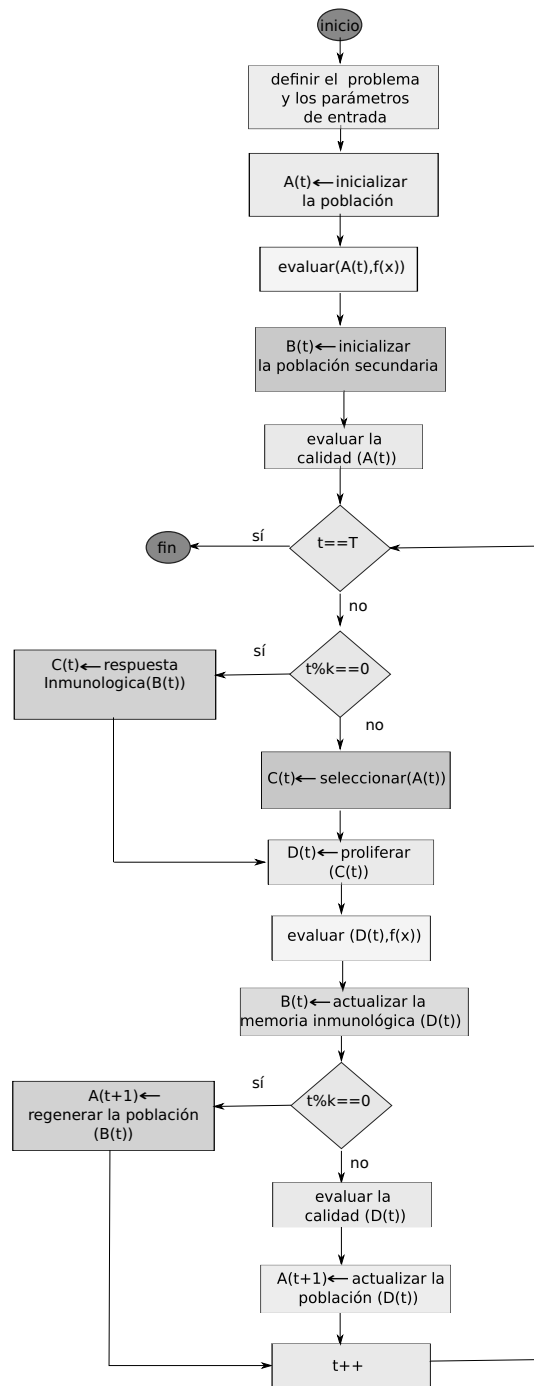 inicio
definir el problema
y los parámetros
de entrada
A(t)←inicializar
la población
evaluar(A(t),f(x))
B(t)←inicializar
la población secundaria
evaluar la
calidad (A(t))
t==T
sí
fin
no
t%k==0
sí
C(t)←respuesta
Inmunologica(B(t))
no
C(t)←seleccionar(A(t))
D(t)←proliferar
(C(t))
evaluar (D(t),f(x))
B(t)←actualizar la
memoria inmunológica (D(t))
t%k==0
sí
A(t+1)←
regenerar la población
(B(t))
no
evaluar la
calidad (D(t))
A(t+1)←actualizar la
población (D(t))
t++